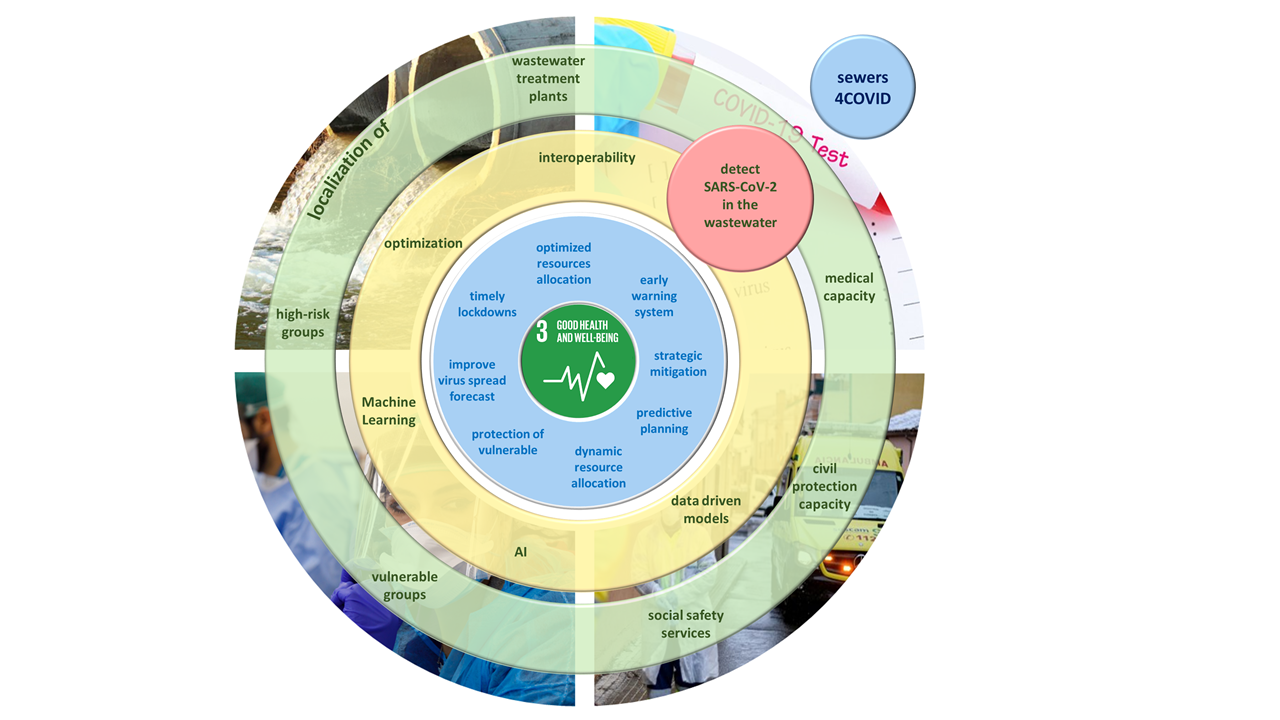 wastewater
treatment
plants
sewers
4COVID
COVID-19 Test
localization of
interoperability
detect
SARS-CoV-2
in the
wastewater
optimization
optimized
resources
allocation
early
warning
system
medical
capacity
virus
timely
lockdowns
high-risk
groups
3 GOOD HEALTH
AND WELL-BEING
strategic
mitigation
improve
virus spread
forecast
Machine
Learning
predictive
planning
protection of
vulnerable
dynamic
resource
allocation
AMBULANCIA
civil
protection
capacity
data driven
models
112
AI
vulnerable
groups
social safety
services